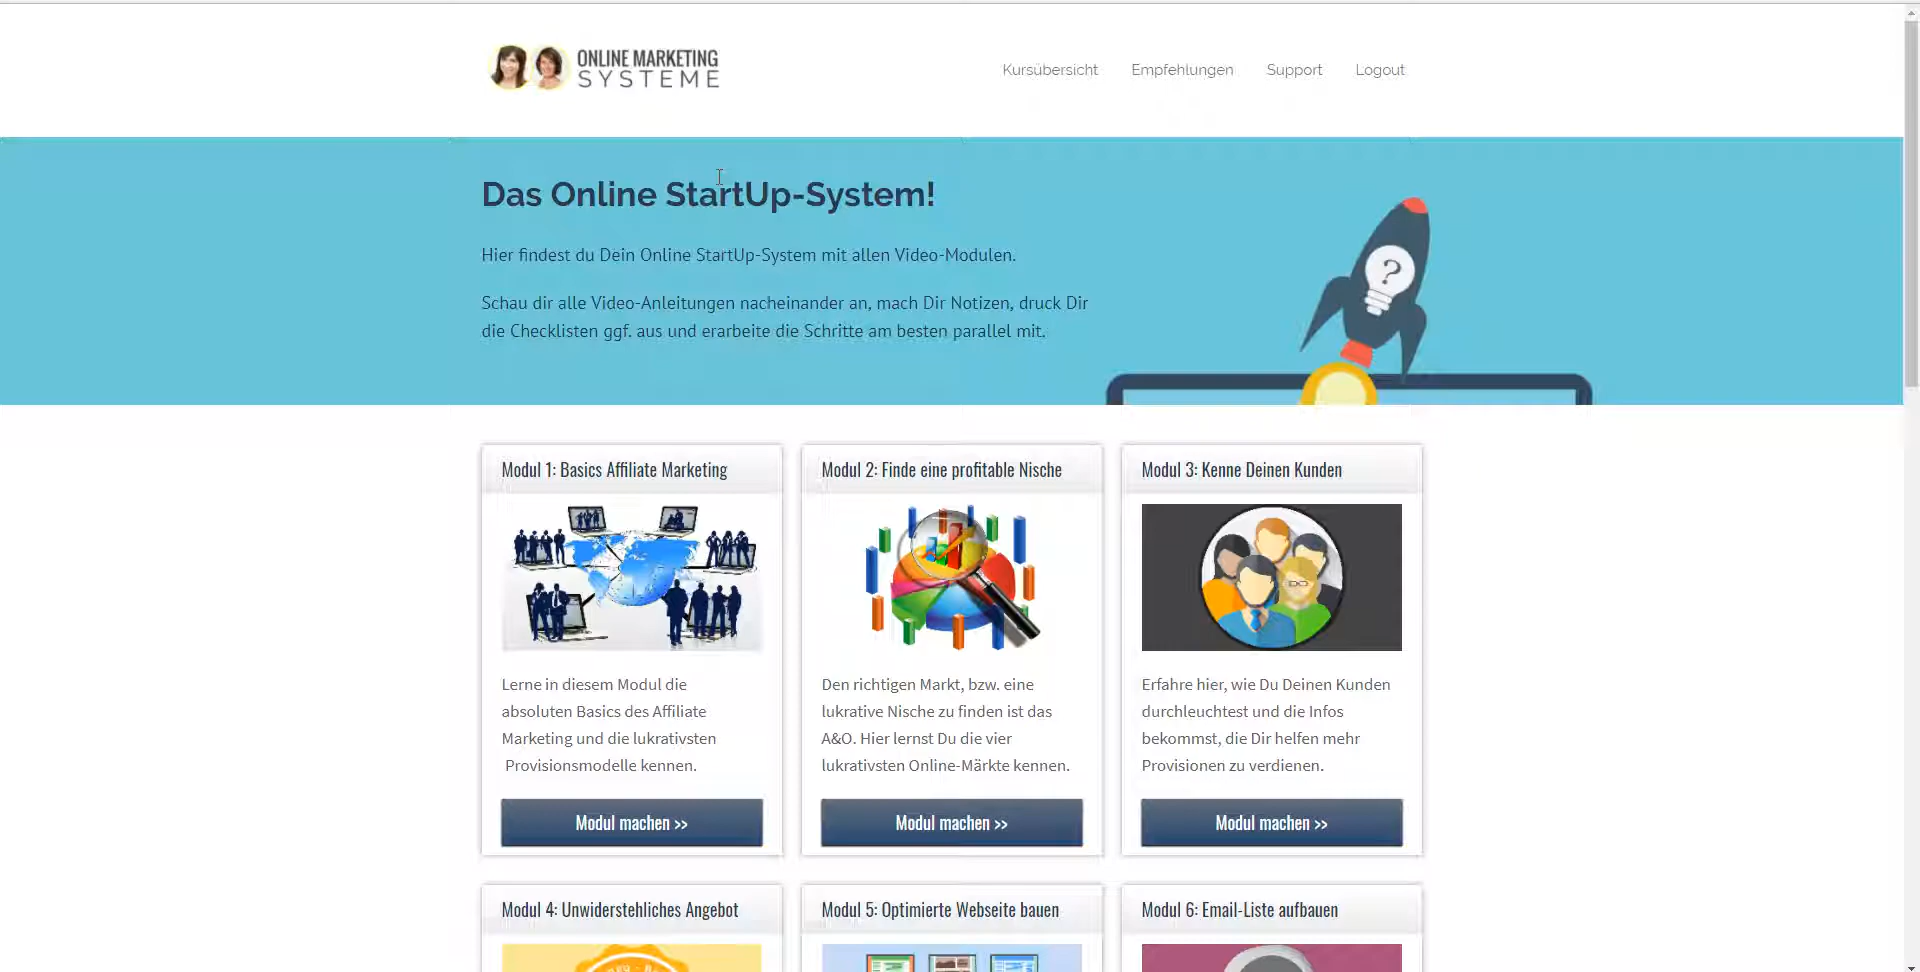 ONLINE MARKETING
SYSTEME
Kursübersicht
Empfehlungen
Support
Logout
Das Online StartUp-System!
Hier findest du Dein Online StartUp-System mit allen Video-Modulen.
Schau dir alle Video-Anleitungen nacheinander an, mach Dir Notizen, druck Dir
die Checklisten ggf. aus und erarbeite die Schritte am besten parallel mit.
?
Modul 1: Basics Affiliate Marketing
Lerne in diesem Modul die
absoluten Basics des Affiliate
Marketing und die lukrativsten
Provisionsmodelle kennen.
Modul machen >>
Modul 2: Finde eine profitable Nische
Den richtigen Markt, bzw. eine
lukrative Nische zu finden ist das
A&O. Hier lernst Du die vier
lukrativsten Online-Märkte kennen.
Modul machen >>
Modul 3: Kenne Deinen Kunden
Erfahre hier, wie Du Deinen Kunden
durchleuchtest und die Infos
bekommst, die Dir helfen mehr
Provisionen zu verdienen.
Modul machen >>
Modul 4: Unwiderstehliches Angebot
Modul 5: Optimierte Webseite bauen
Modul 6: Email-Liste aufbauen